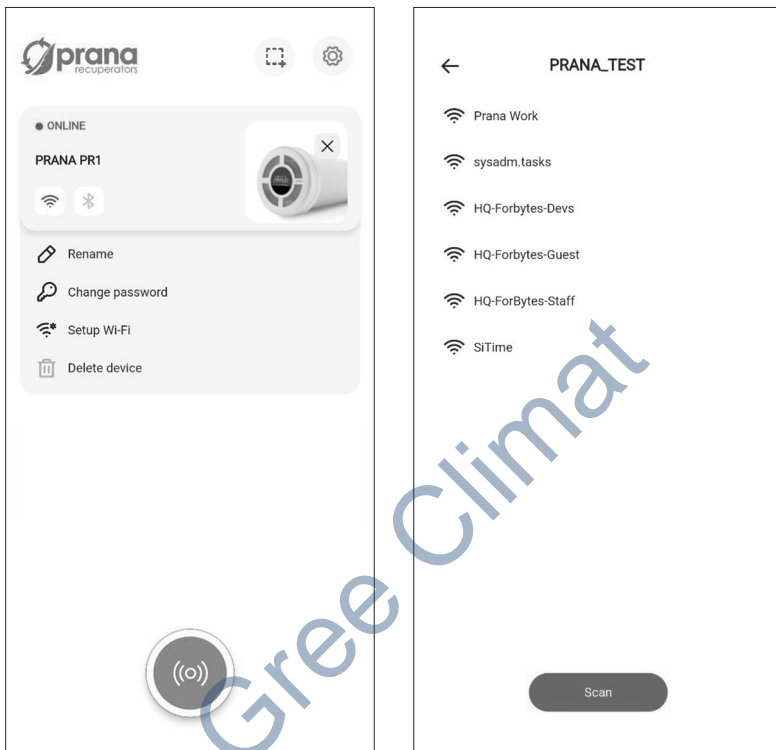 prana
recuperators
ONLINE
PRANA PR1
Rename
Change password
Setup Wi-Fi
Delete device
PRANA_TEST
Prana Work
sysadm.tasks
HQ-Forbytes-Devs
HQ-Forbytes-Guest
HQ-ForBytes-Staff
SiTime
Scan
Gree Climat